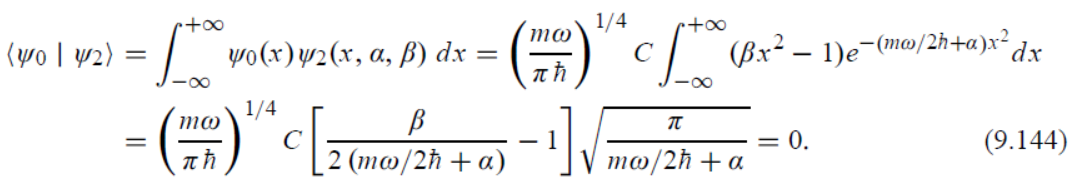 ⟨ψ₀ | ψ₂⟩ = ∫_{−∞}^{+∞} ψ₀(x)ψ₂(x, α, β) dx = (mω/πħ)^{1/4} C ∫_{−∞}^{+∞} (βx² − 1)e^{−(mω/2ħ+α)x²} dx
= (mω/πħ)^{1/4} C [β/(2 (mω/2ħ + α)) − 1] √(π/(mω/2ħ + α)) = 0. (9.144)